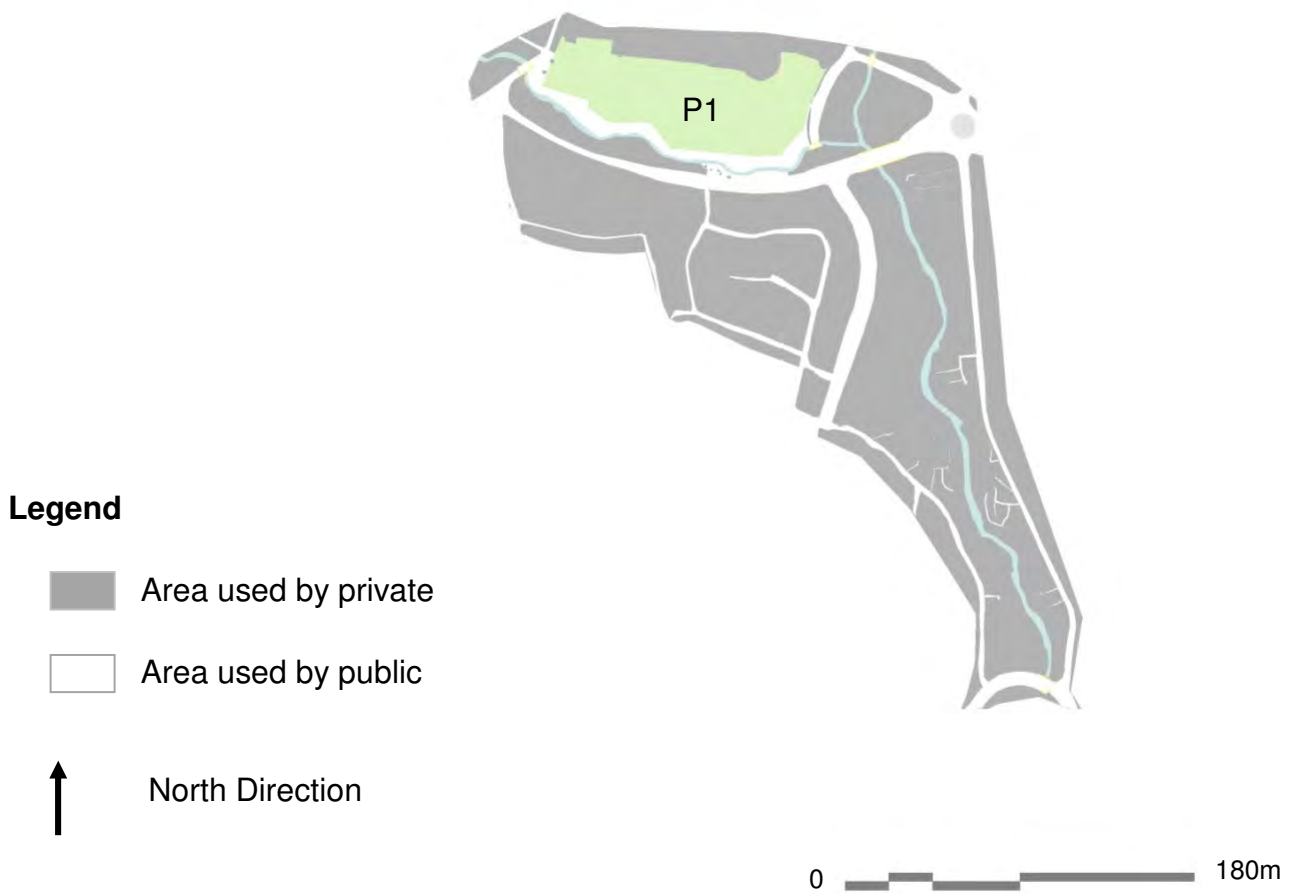 P1
Legend
Area used by private
Area used by public
North Direction
0 180m